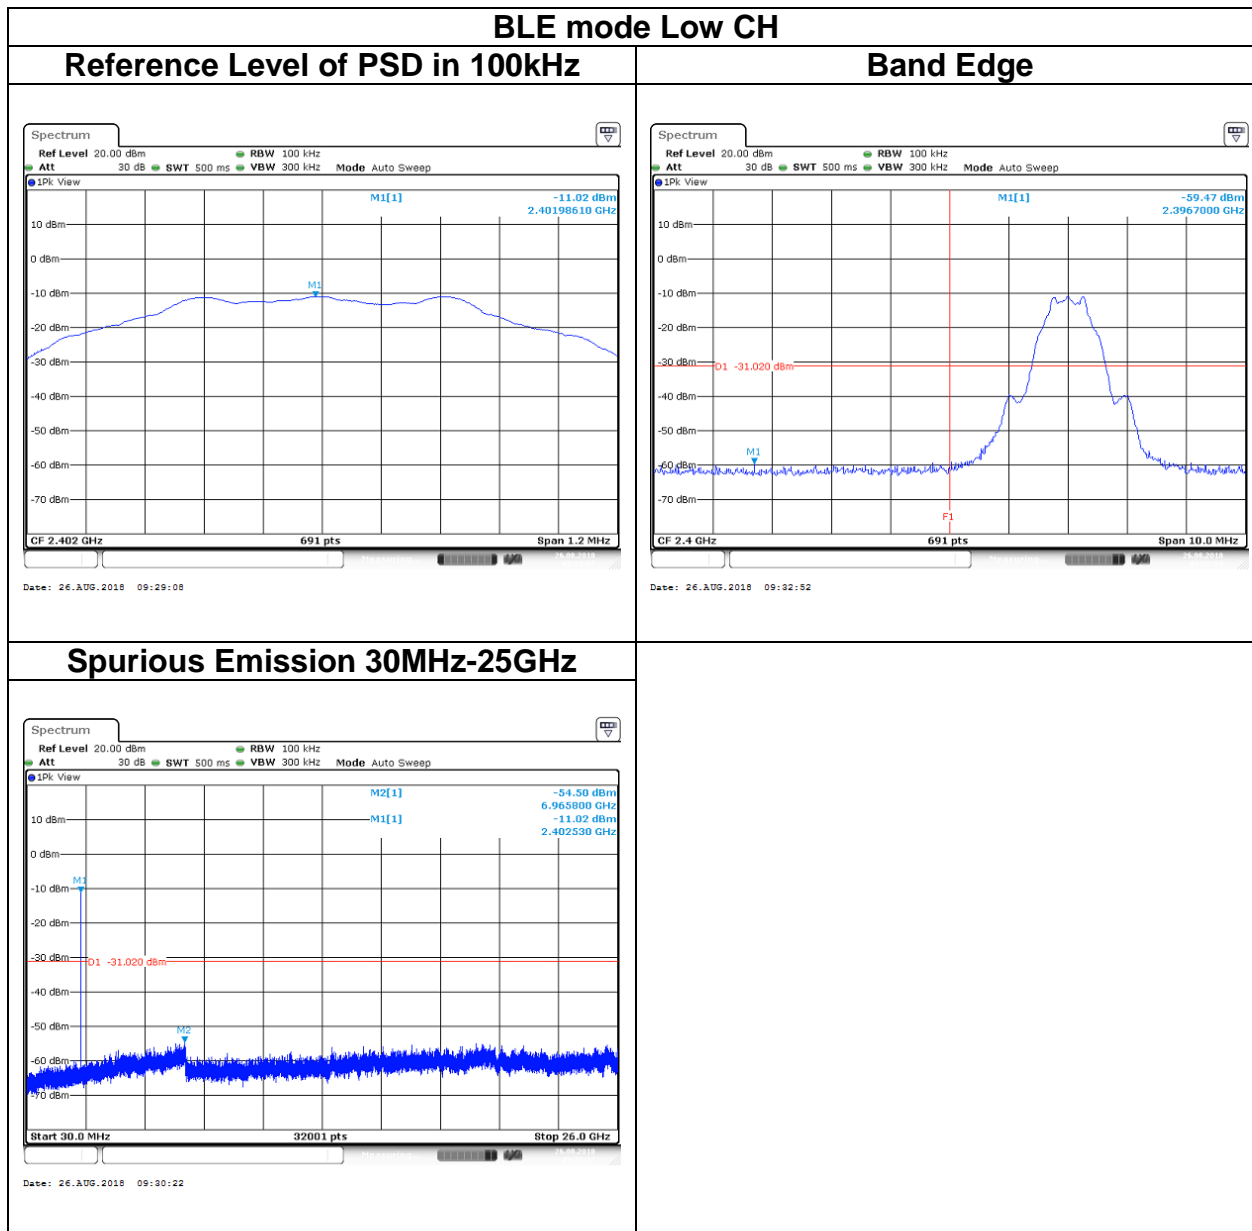 BLE mode Low CH
Reference Level of PSD in 100kHz
Band Edge
Spectrum
Ref Level 20.00 dBm RBW 100 kHz
Att 30 dB SWT 500 ms VBW 300 kHz Mode Auto Sweep
1Pk View
M1[1] -11.02 dBm
2.40198610 GHz
10 dBm
0 dBm
M1
-10 dBm
-20 dBm
-30 dBm
-40 dBm
-50 dBm
-60 dBm
-70 dBm
CF 2.402 GHz 691 pts Span 1.2 MHz
Date: 26.AUG.2018 09:29:08
Spectrum
Ref Level 20.00 dBm RBW 100 kHz
Att 30 dB SWT 500 ms VBW 300 kHz Mode Auto Sweep
1Pk View
M1[1] -59.47 dBm
2.3967000 GHz
10 dBm
0 dBm
-10 dBm
-20 dBm
-30 dBm
D1 -31.020 dBm
-40 dBm
-50 dBm
M1
-60 dBm
-70 dBm
F1
CF 2.4 GHz 691 pts Span 10.0 MHz
Date: 26.AUG.2018 09:32:52
Spurious Emission 30MHz-25GHz
Spectrum
Ref Level 20.00 dBm RBW 100 kHz
Att 30 dB SWT 500 ms VBW 300 kHz Mode Auto Sweep
1Pk View
M2[1] -54.50 dBm
6.965800 GHz
10 dBm
M1[1] -11.02 dBm
2.402530 GHz
0 dBm
M1
-10 dBm
-20 dBm
-30 dBm
D1 -31.020 dBm
-40 dBm
-50 dBm
M2
-60 dBm
-70 dBm
Start 30.0 MHz 32001 pts Stop 26.0 GHz
Date: 26.AUG.2018 09:30:22